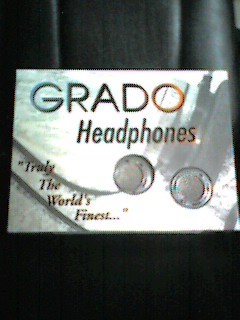 GRADO
Headphones
"Truly
The
World's
Finest..."